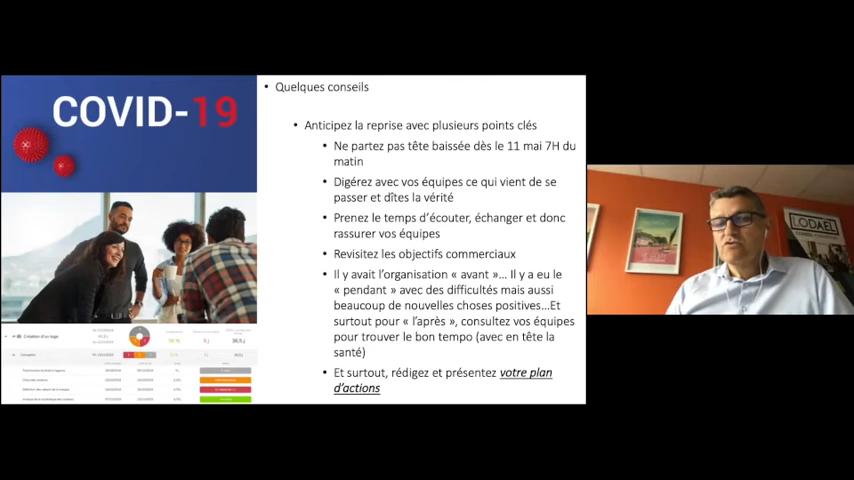 COVID-19
• Quelques conseils
• Anticipez la reprise avec plusieurs points clés
• Ne partez pas tête baissée dès le 11 mai 7H du
matin
• Digérez avec vos équipes ce qui vient de se
passer et dîtes la vérité
• Prenez le temps d'écouter, échanger et donc
rassurer vos équipes
• Revisitez les objectifs commerciaux
• Il y avait l'organisation « avant »… Il y a eu le
« pendant » avec des difficultés mais aussi
beaucoup de nouvelles choses positives…Et
surtout pour « l'après », consultez vos équipes
pour trouver le bon tempo (avec en tête la
santé)
• Et surtout, rédigez et présentez votre plan
d'actions
LODAEL
Création d'un logo
Conception